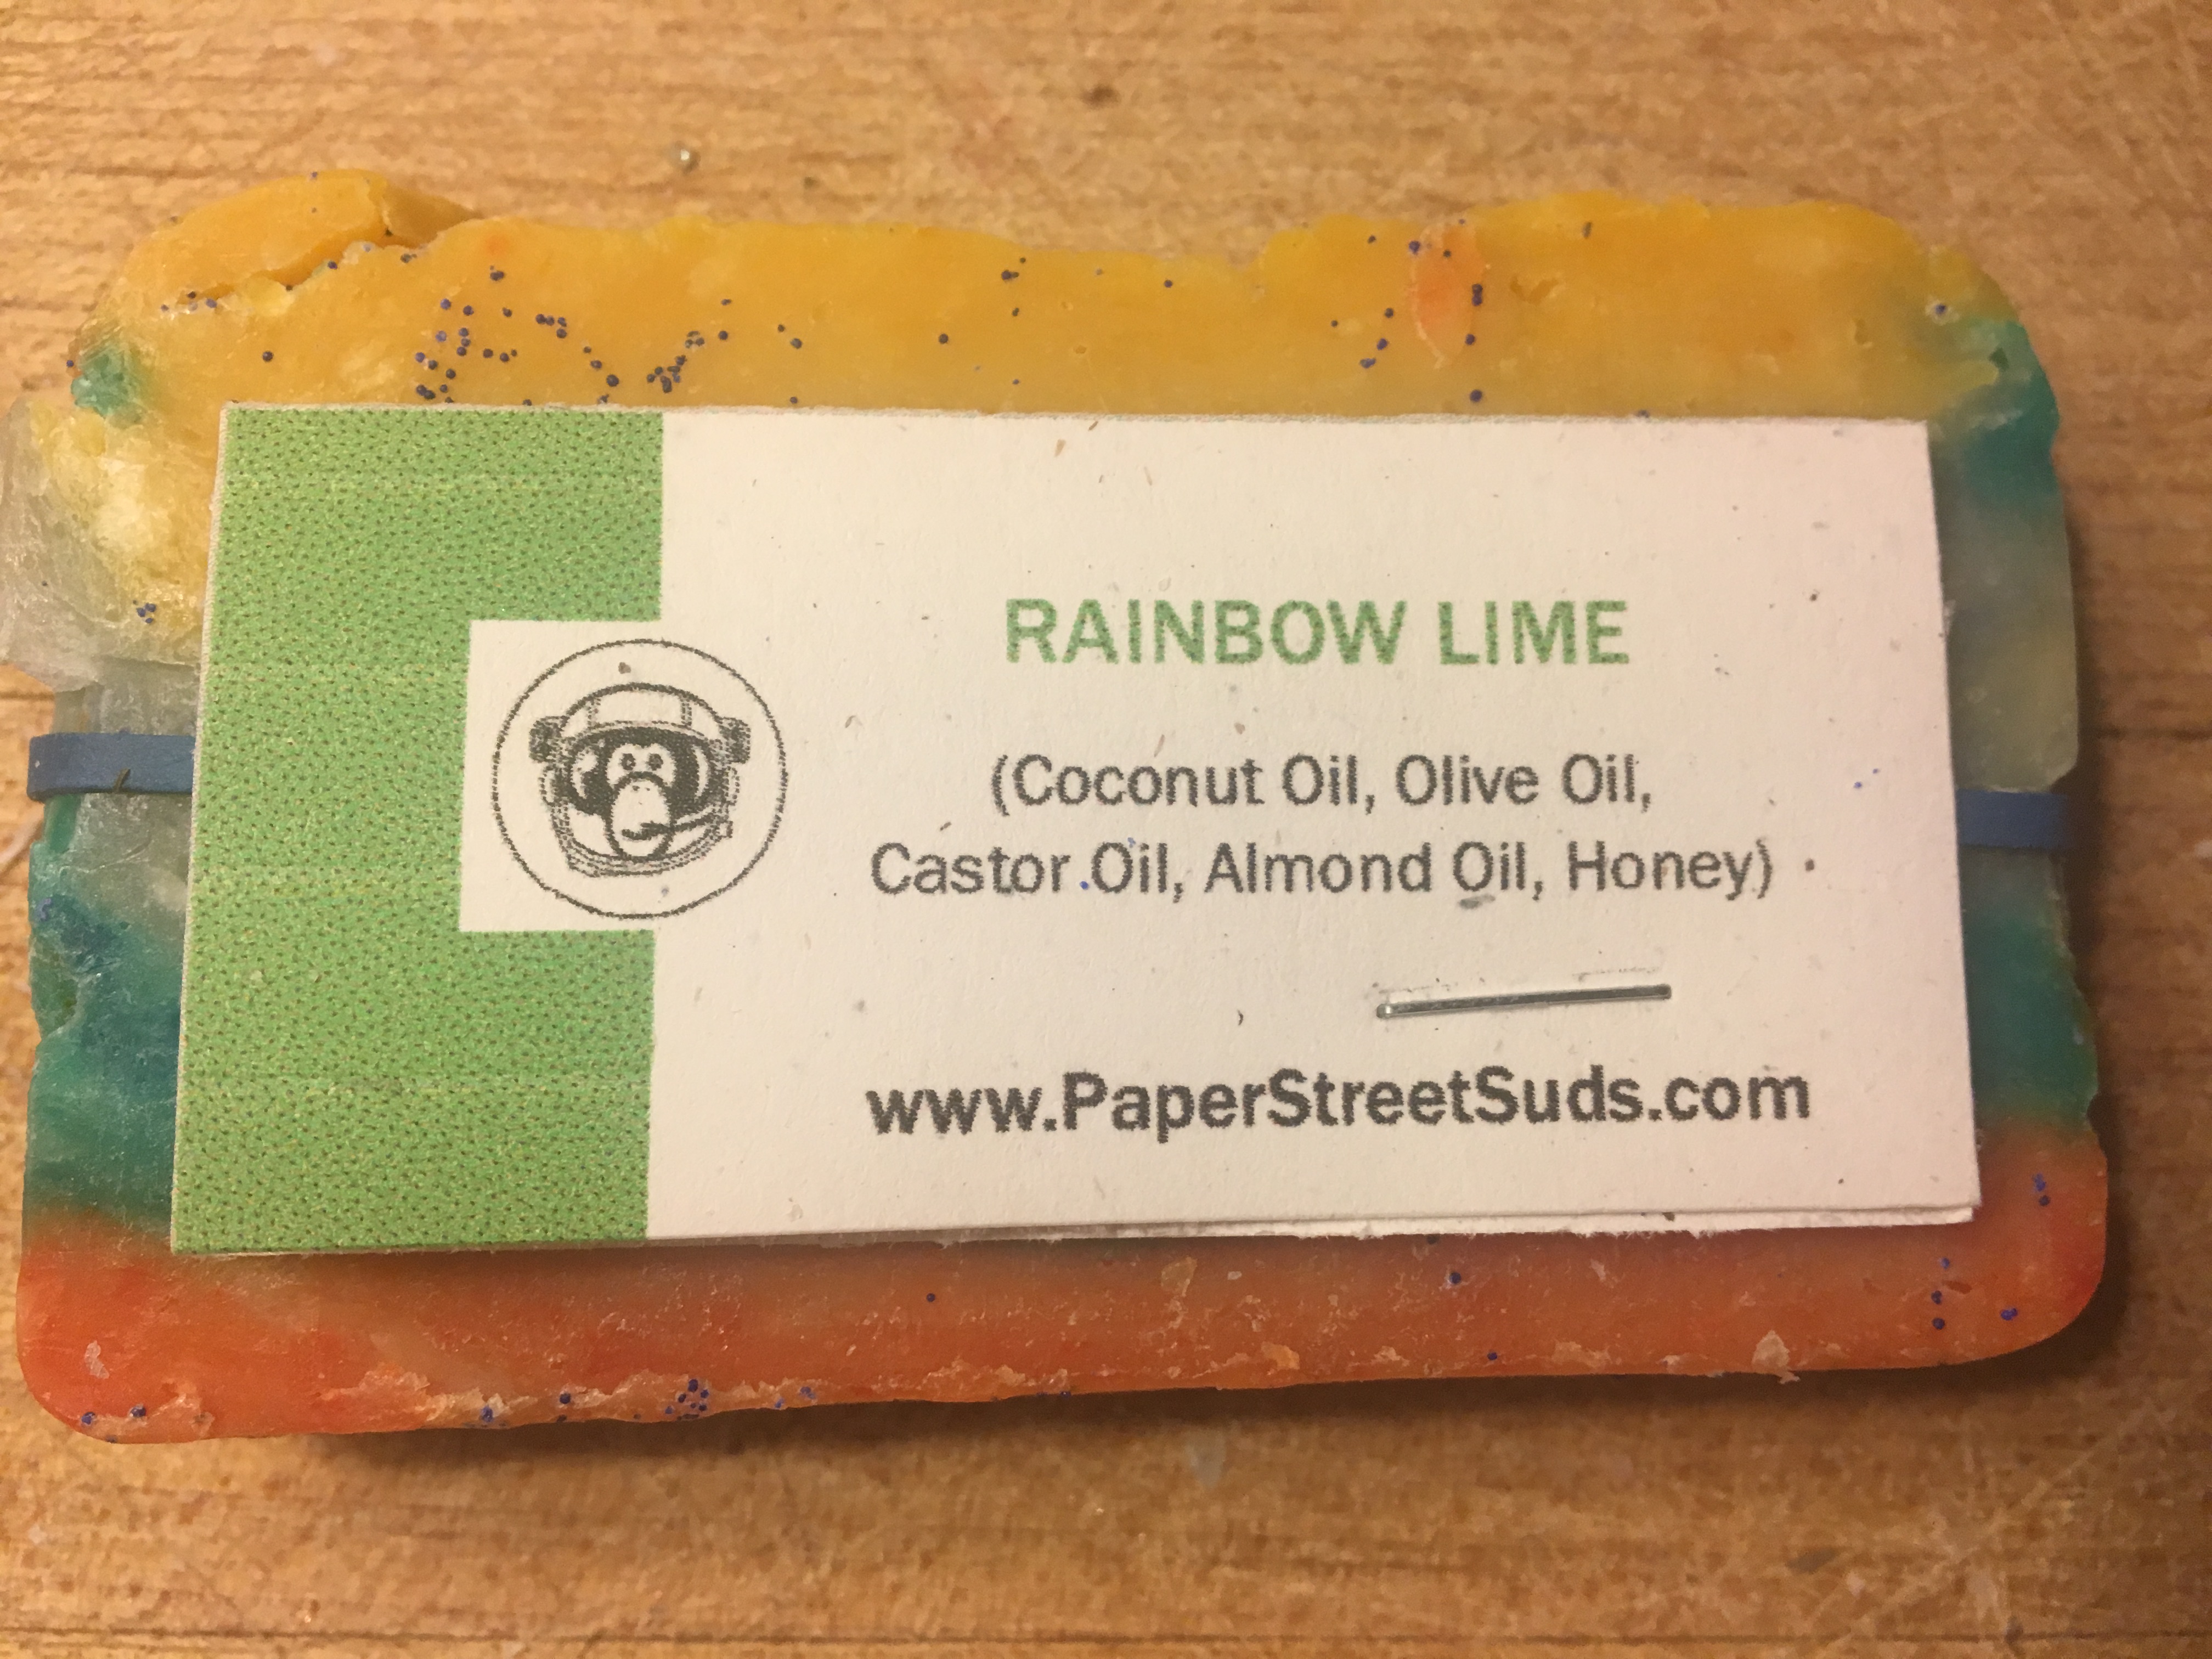 RAINBOW LIME
(Coconut Oil, Olive Oil,
Castor Oil, Almond Oil, Honey)
www.PaperStreetSuds.com